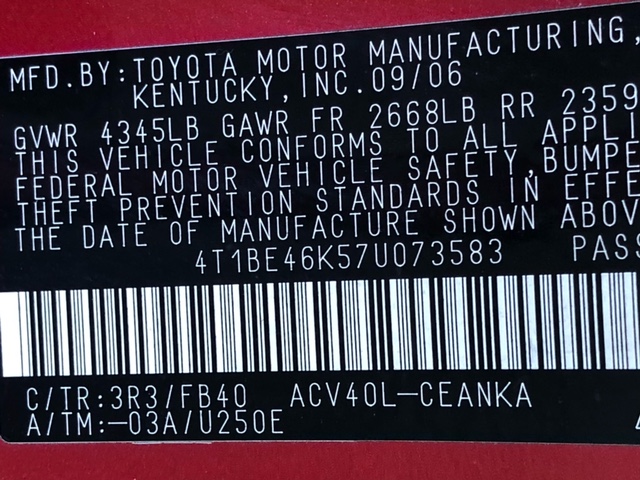 MFD.BY:TOYOTA MOTOR MANUFACTURING,
KENTUCKY,INC.09/06
GVWR 4345LB GAWR FR 2668LB RR 2359
THIS VEHICLE CONFORMS TO ALL APPLI
FEDERAL MOTOR VEHICLE SAFETY,BUMPE
THEFT PREVENTION STANDARDS IN EFFE
THE DATE OF MANUFACTURE SHOWN ABOV
4T1BE46K57U073583 PASS
C/TR:3R3/FB40 ACV40L-CEANKA
A/TM:-03A/U250E